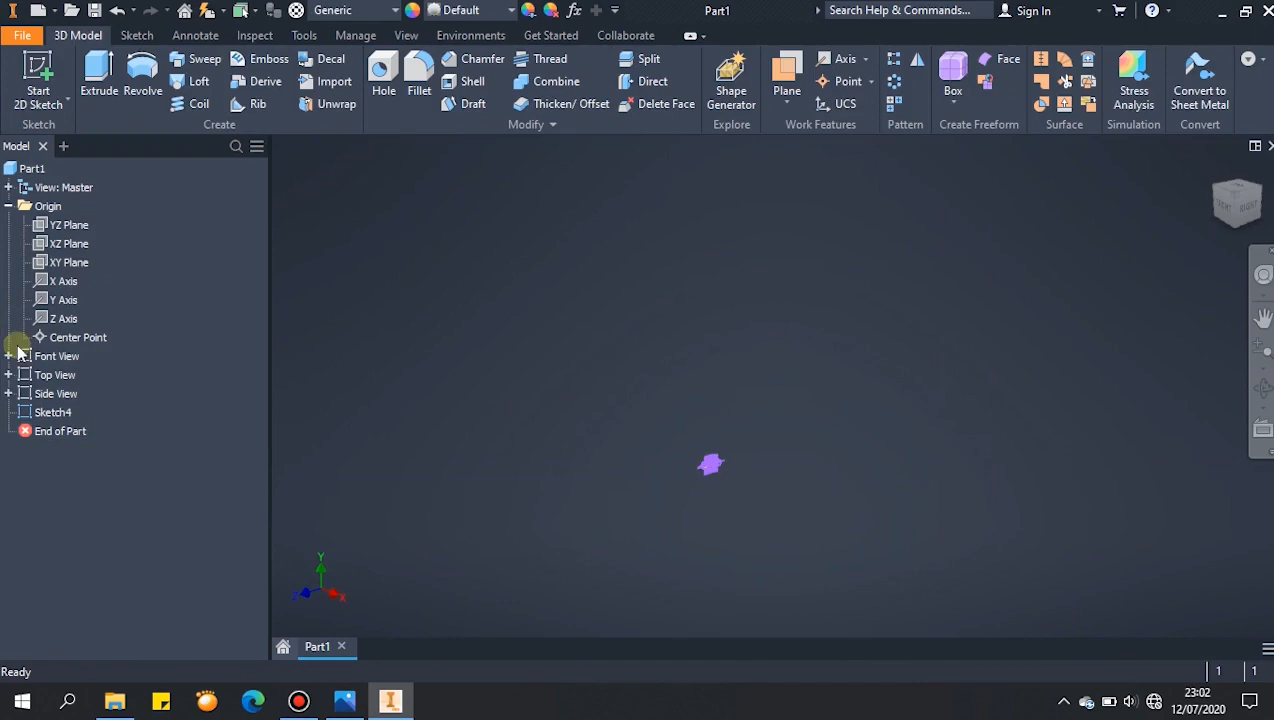 Generic
Default
fx
Part1
Search Help & Commands...
Sign In
File
3D Model
Sketch
Annotate
Inspect
Tools
Manage
View
Environments
Get Started
Collaborate
Start
2D Sketch
Extrude
Revolve
Sweep
Loft
Coil
Emboss
Derive
Rib
Decal
Import
Unwrap
Hole
Fillet
Chamfer
Shell
Draft
Thread
Combine
Thicken/ Offset
Split
Direct
Delete Face
Shape
Generator
Plane
Axis
Point
UCS
Box
Face
Stress
Analysis
Convert to
Sheet Metal
Sketch
Create
Modify
Explore
Work Features
Pattern
Create Freeform
Surface
Simulation
Convert
Model
Part1
View: Master
Origin
YZ Plane
XZ Plane
XY Plane
X Axis
Y Axis
Z Axis
Center Point
Font View
Top View
Side View
Sketch4
End of Part
RIGHT
Y
Z
X
Part1
Ready
1
1
23:02
12/07/2020